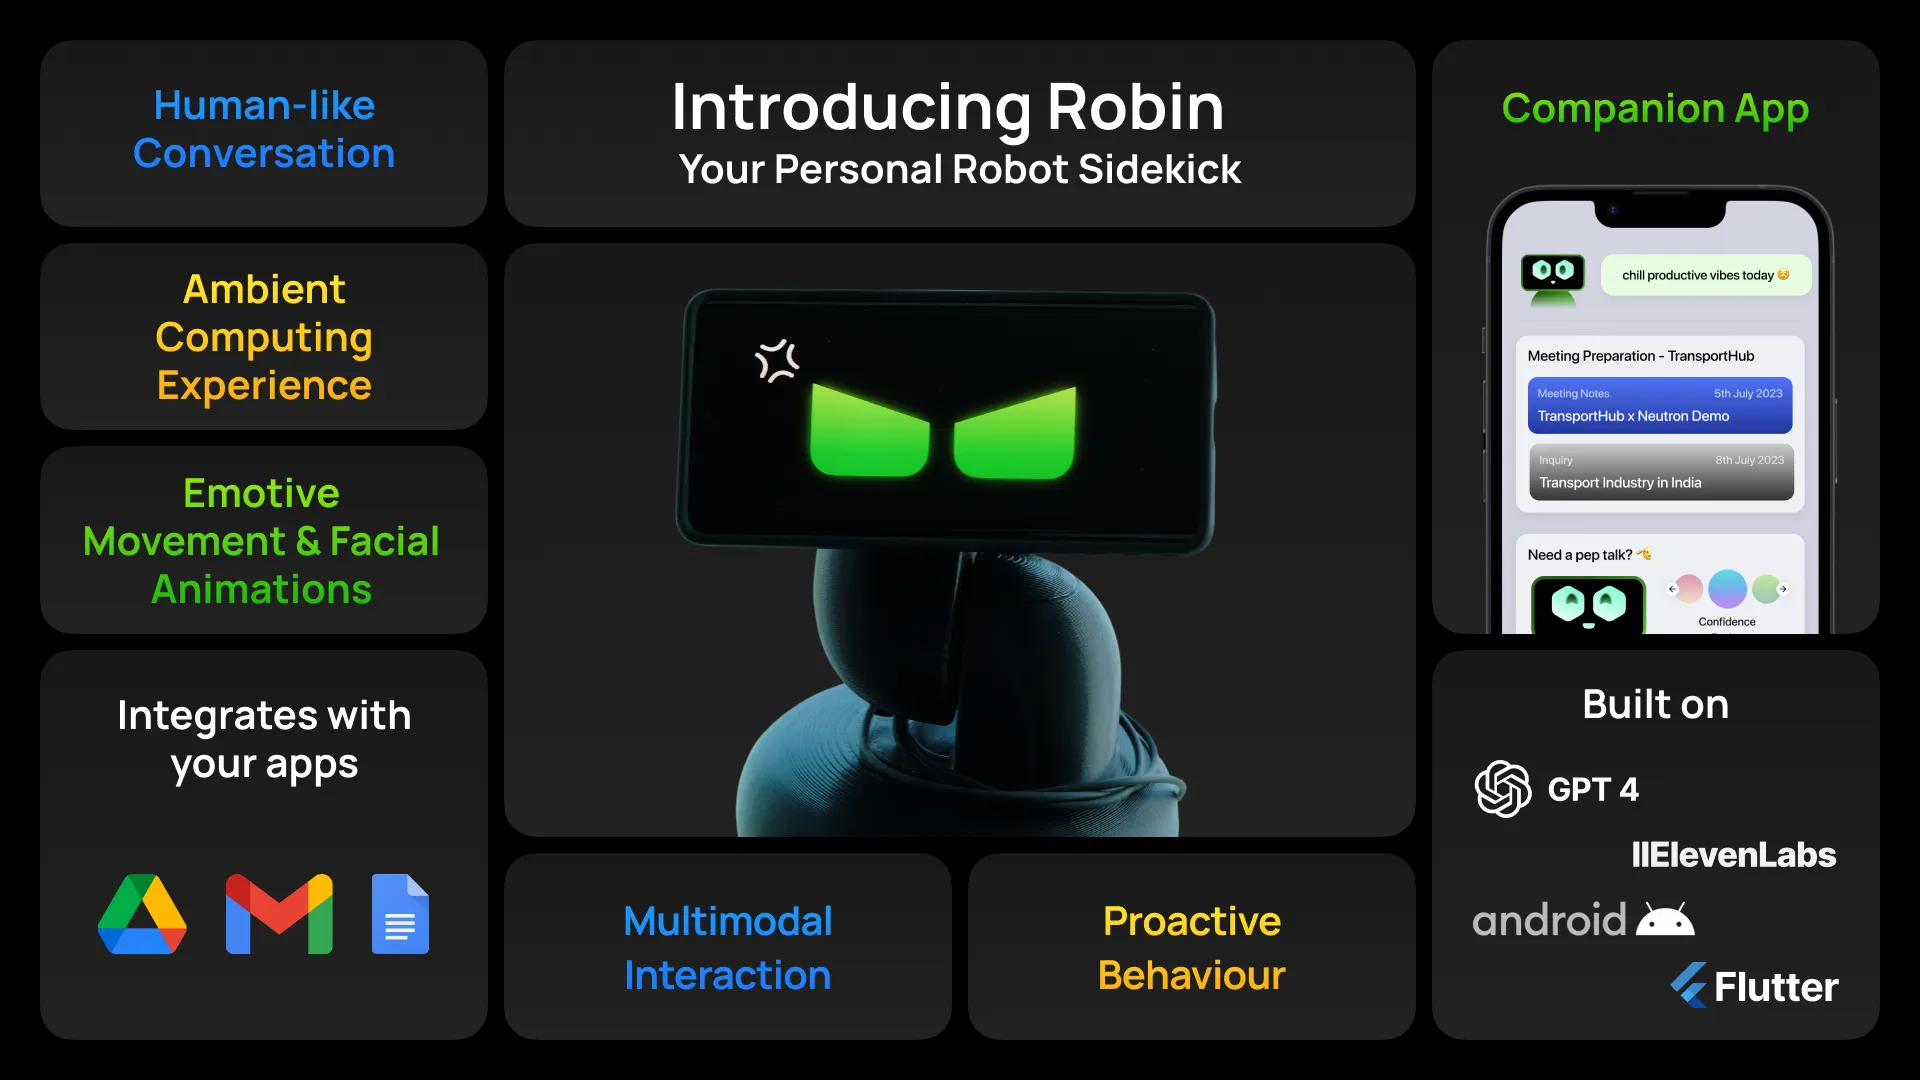 Human-like
Conversation
Introducing Robin
Your Personal Robot Sidekick
Companion App
Ambient
Computing
Experience
Emotive
Movement & Facial
Animations
Integrates with
your apps
chill productive vibes today 😌
Meeting Preparation - TransportHub
Meeting Notes 5th July 2023
TransportHub x Neutron Demo
Inquiry 8th July 2023
Transport Industry in India
Need a pep talk? 🫡
Confidence
Multimodal
Interaction
Proactive
Behaviour
Built on
GPT 4
IIElevenLabs
android
Flutter